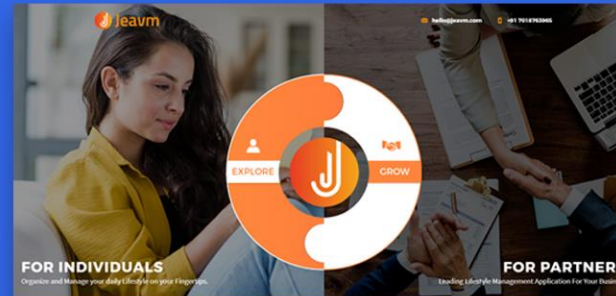 Jeavm
hello@jeavm.com +91 7018763965
EXPLORE
GROW
FOR INDIVIDUALS
Organize and Manage your daily Lifestyle on your Fingertips.
FOR PARTNER
Leading Lifestyle Management Application For Your Busi